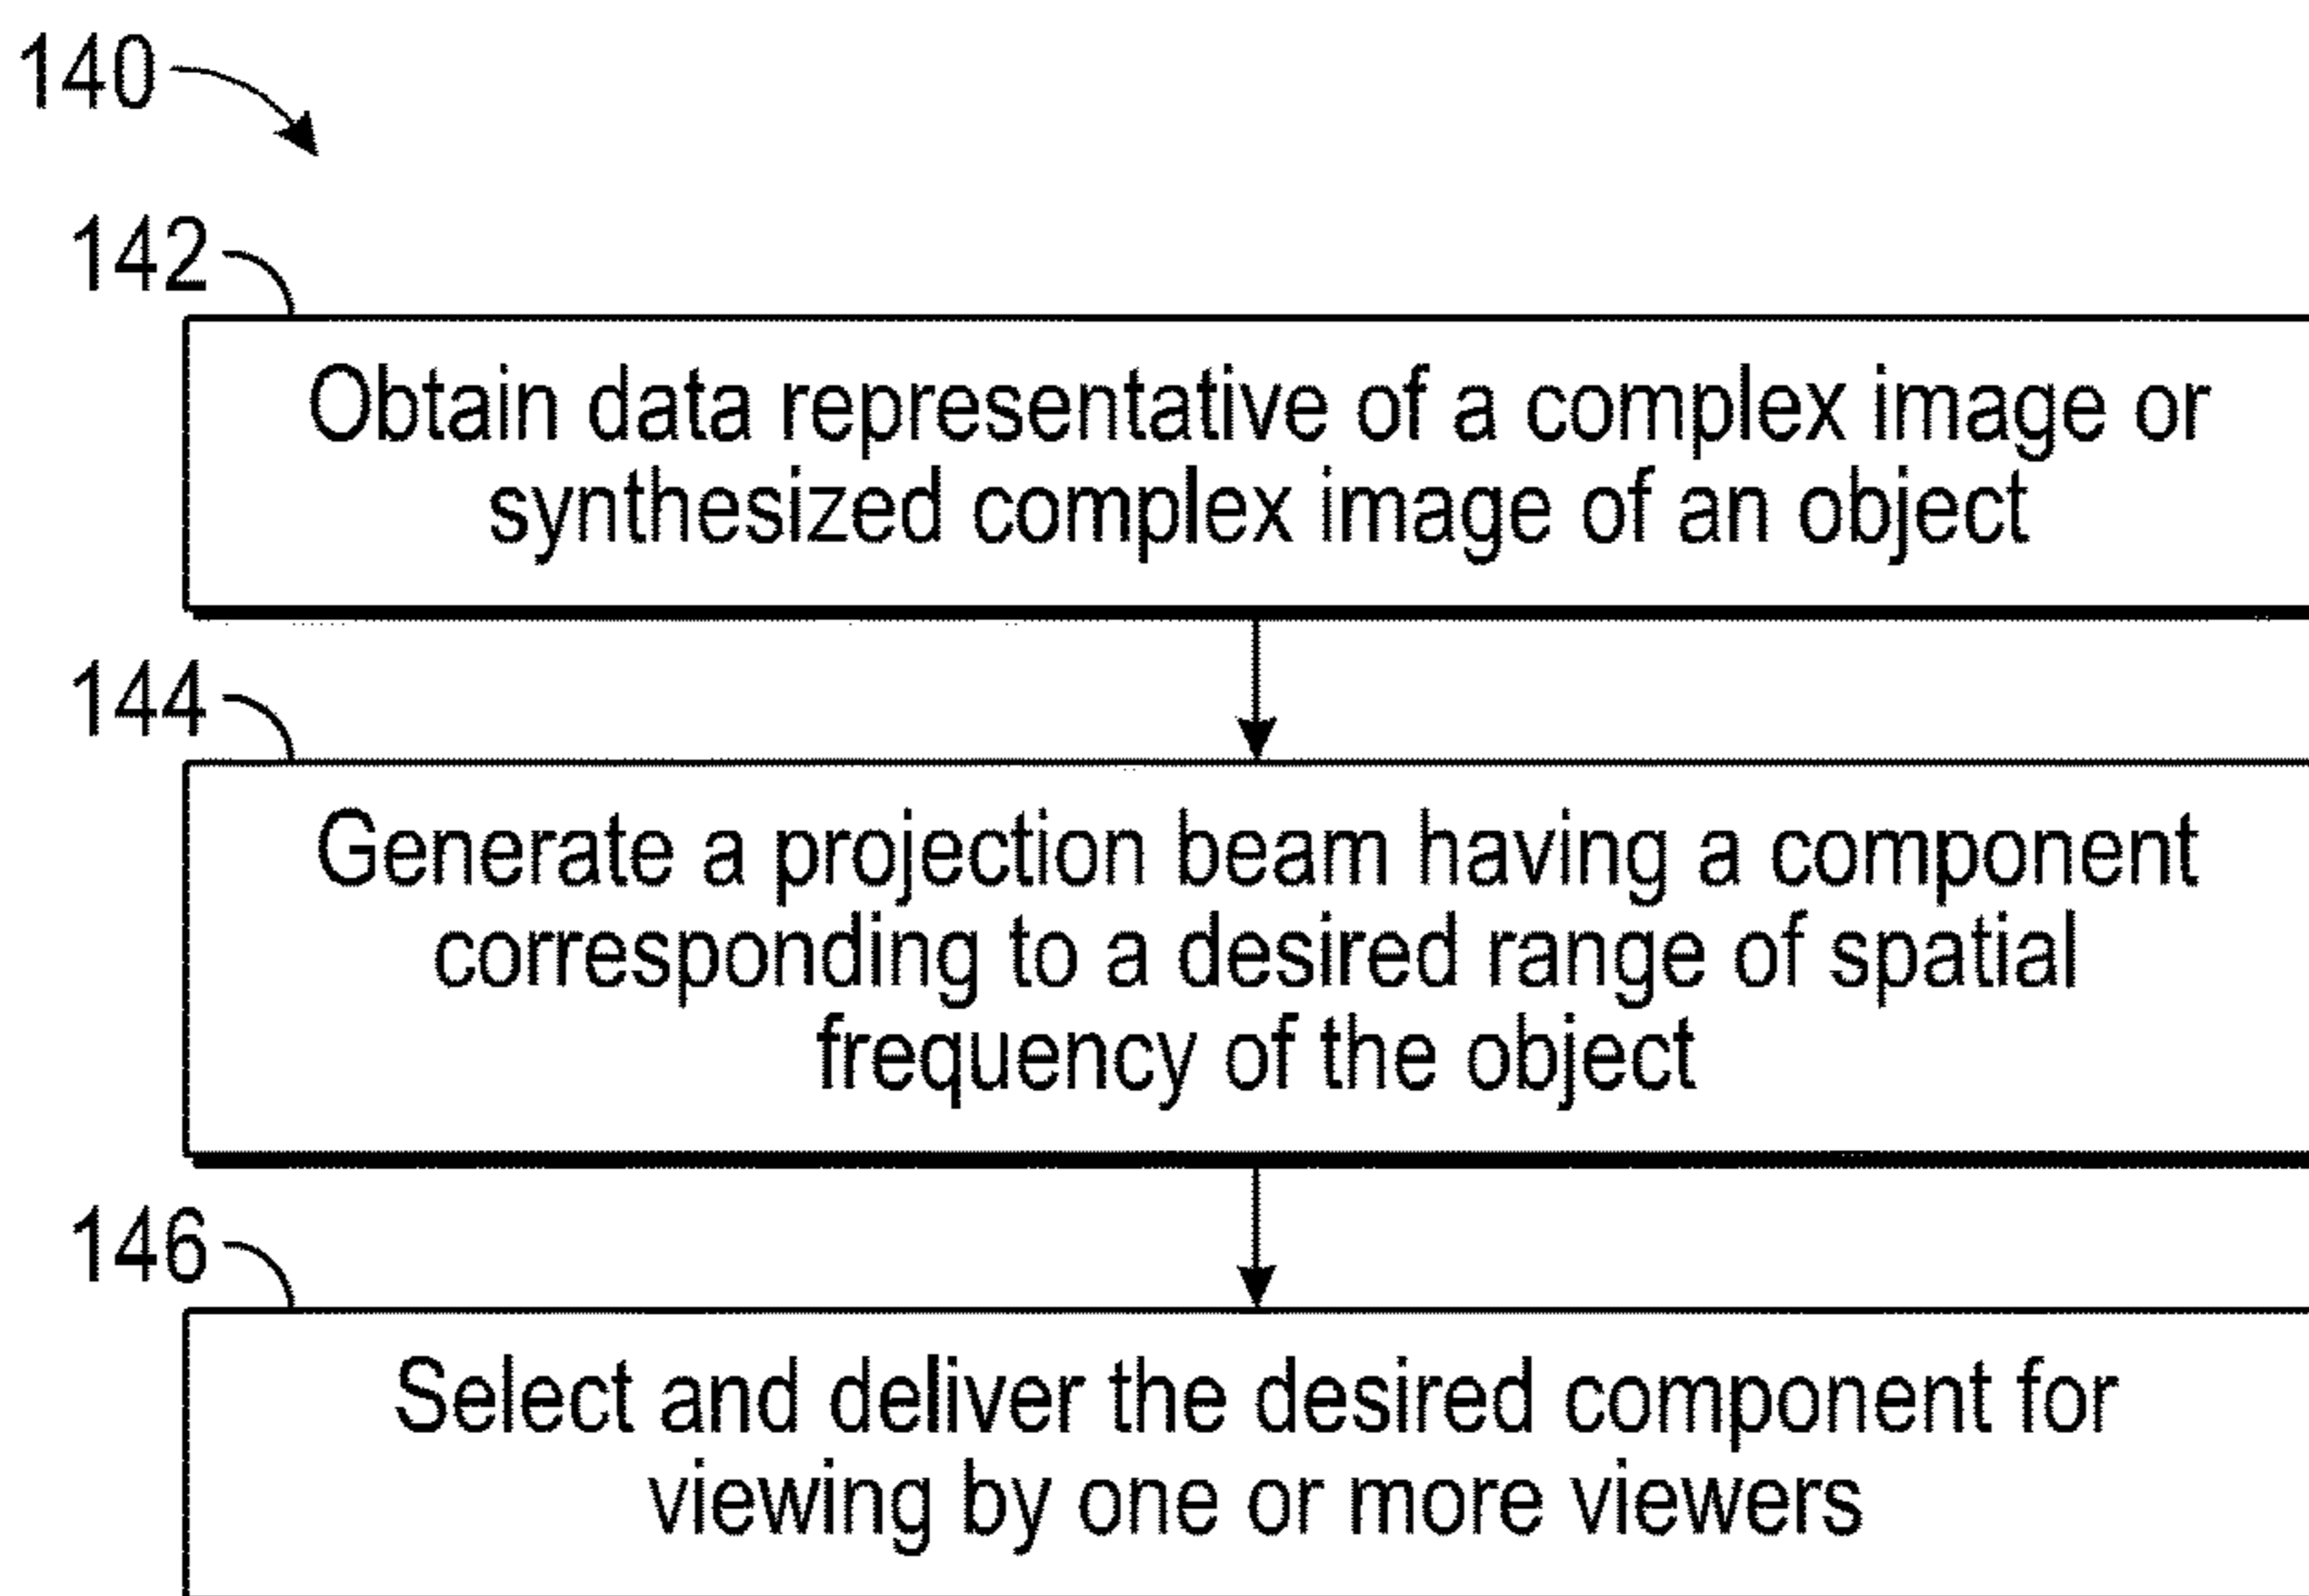 140
142
Obtain data representative of a complex image or
synthesized complex image of an object
144
Generate a projection beam having a component
corresponding to a desired range of spatial
frequency of the object
146
Select and deliver the desired component for
viewing by one or more viewers